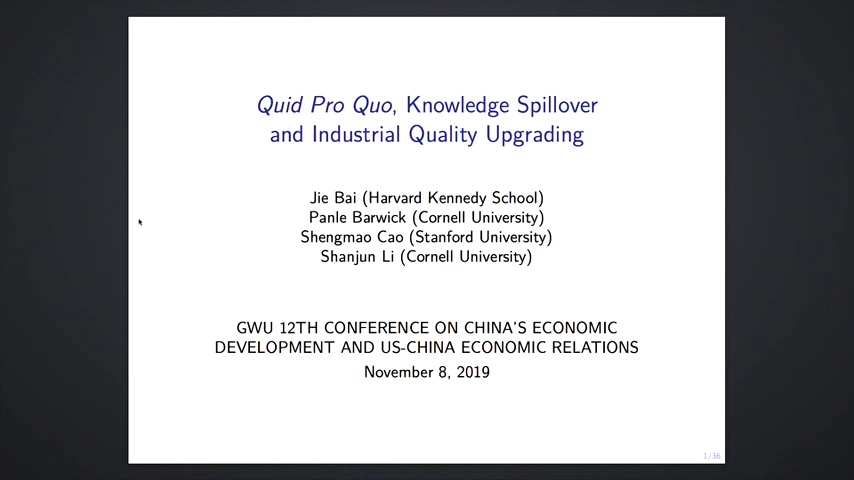 Quid Pro Quo, Knowledge Spillover
and Industrial Quality Upgrading
Jie Bai (Harvard Kennedy School)
Panle Barwick (Cornell University)
Shengmao Cao (Stanford University)
Shanjun Li (Cornell University)
GWU 12TH CONFERENCE ON CHINA'S ECONOMIC
DEVELOPMENT AND US-CHINA ECONOMIC RELATIONS
November 8, 2019
1/36